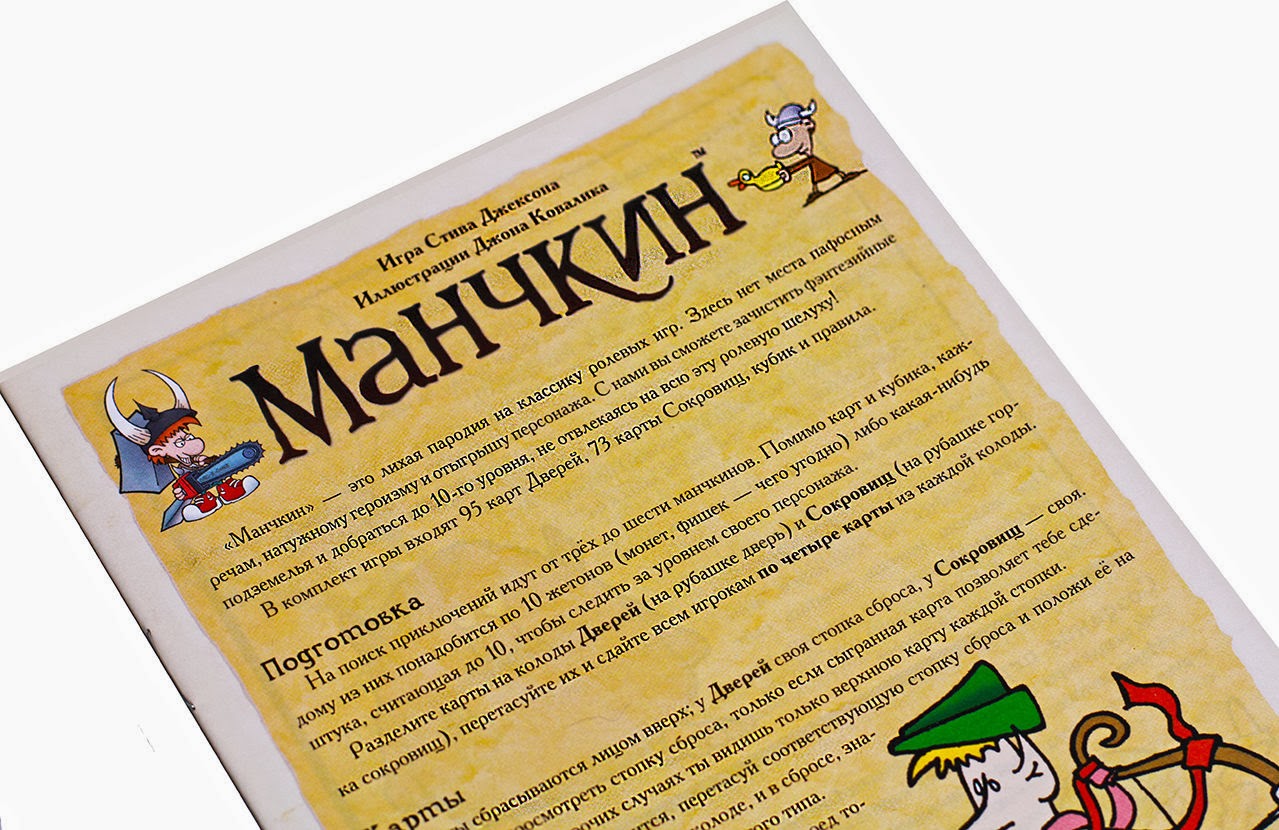 Игра Стива Джексона
Иллюстрации Джона Ковалика
Манчкин™
«Манчкин» — это лихая пародия на классику ролевых игр. Здесь нет места пафосным
речам, натужному героизму и отыгрышу персонажа. С нами вы сможете зачистить фэнтезийные
подземелья и добраться до 10-го уровня, не отвлекаясь на всю эту ролевую шелуху!
В комплект игры входят 95 карт Дверей, 73 карты Сокровищ, кубик и правила.
Подготовка
На поиск приключений идут от трёх до шести манчкинов. Помимо карт и кубика, каж-
дому из них понадобится по 10 жетонов (монет, фишек — чего угодно) либо какая-нибудь
штука, считающая до 10, чтобы следить за уровнем своего персонажа.
Разделите карты на колоды Дверей (на рубашке дверь) и Сокровищ (на рубашке гор-
ка сокровищ), перетасуйте их и сдайте всем игрокам по четыре карты из каждой колоды.
Карты
сбрасываются лицом вверх; у Дверей своя стопка сброса, у Сокровищ — своя.
просмотреть стопку сброса, только если сыгранная карта позволяет тебе сде-
прочих случаях ты видишь только верхнюю карту каждой стопки.
перетасуй соответствующую стопку сброса и положи её на
колоде, и в сбросе, зна-
типа.